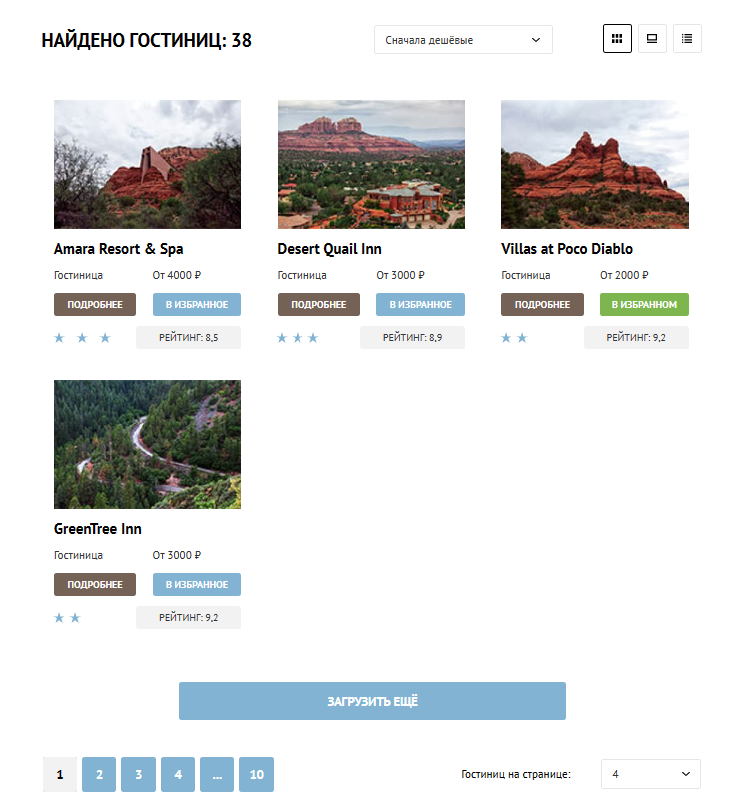 НАЙДЕНО ГОСТИНИЦ: 38
Сначала дешёвые
Amara Resort & Spa
Гостиница От 4000 ₽
ПОДРОБНЕЕ В ИЗБРАННОЕ
РЕЙТИНГ: 8,5
Desert Quail Inn
Гостиница От 3000 ₽
ПОДРОБНЕЕ В ИЗБРАННОЕ
РЕЙТИНГ: 8,9
Villas at Poco Diablo
Гостиница От 2000 ₽
ПОДРОБНЕЕ В ИЗБРАННОМ
РЕЙТИНГ: 9,2
GreenTree Inn
Гостиница От 3000 ₽
ПОДРОБНЕЕ В ИЗБРАННОЕ
РЕЙТИНГ: 9,2
ЗАГРУЗИТЬ ЕЩЁ
1 2 3 4 ... 10
Гостиниц на странице: 4